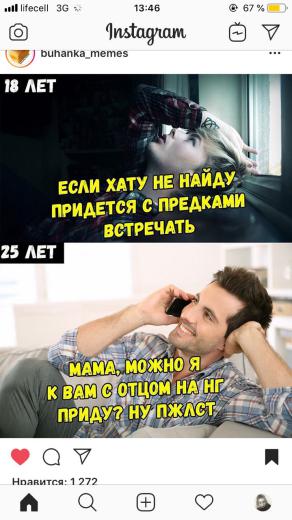 lifecell 3G 13:46 67 %
Instagram
buhanka_memes
18 ЛЕТ
ЕСЛИ ХАТУ НЕ НАЙДУ
ПРИДЕТСЯ С ПРЕДКАМИ
ВСТРЕЧАТЬ
25 ЛЕТ
МАМА, МОЖНО Я
К ВАМ С ОТЦОМ НА НГ
ПРИДУ? НУ ПЖЛСТ
Нравится: 1 272